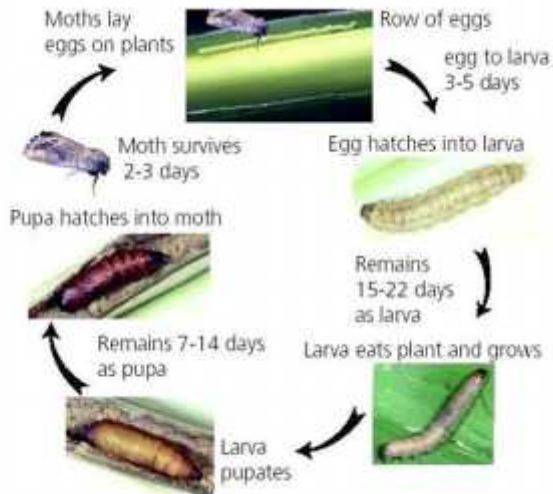 Moths lay
eggs on plants
Row of eggs
egg to larva
3-5 days
Egg hatches into larva
Remains
15-22 days
as larva
Larva eats plant and grows
Larva
pupates
Remains 7-14 days
as pupa
Pupa hatches into moth
Moth survives
2-3 days